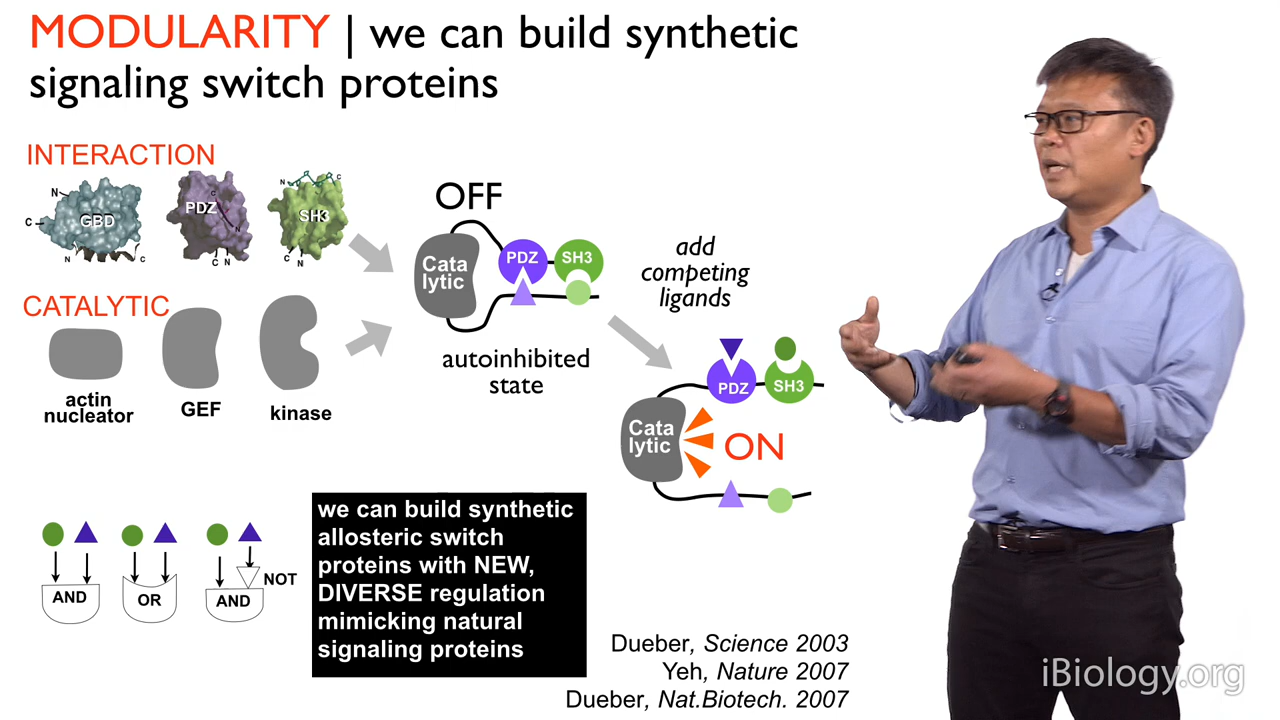 MODULARITY | we can build synthetic
signaling switch proteins
INTERACTION
N
C
GBD
N
C
PDZ
C
N
C N
SH3
N
C
C
N
CATALYTIC
actin
nucleator
GEF
kinase
OFF
Cata
lytic
PDZ
SH3
autoinhibited
state
add
competing
ligands
PDZ
SH3
Cata
lytic
ON
AND
OR
AND
NOT
we can build synthetic
allosteric switch
proteins with NEW,
DIVERSE regulation
mimicking natural
signaling proteins
Dueber, Science 2003
Yeh, Nature 2007
Dueber, Nat.Biotech. 2007
iBiology.org